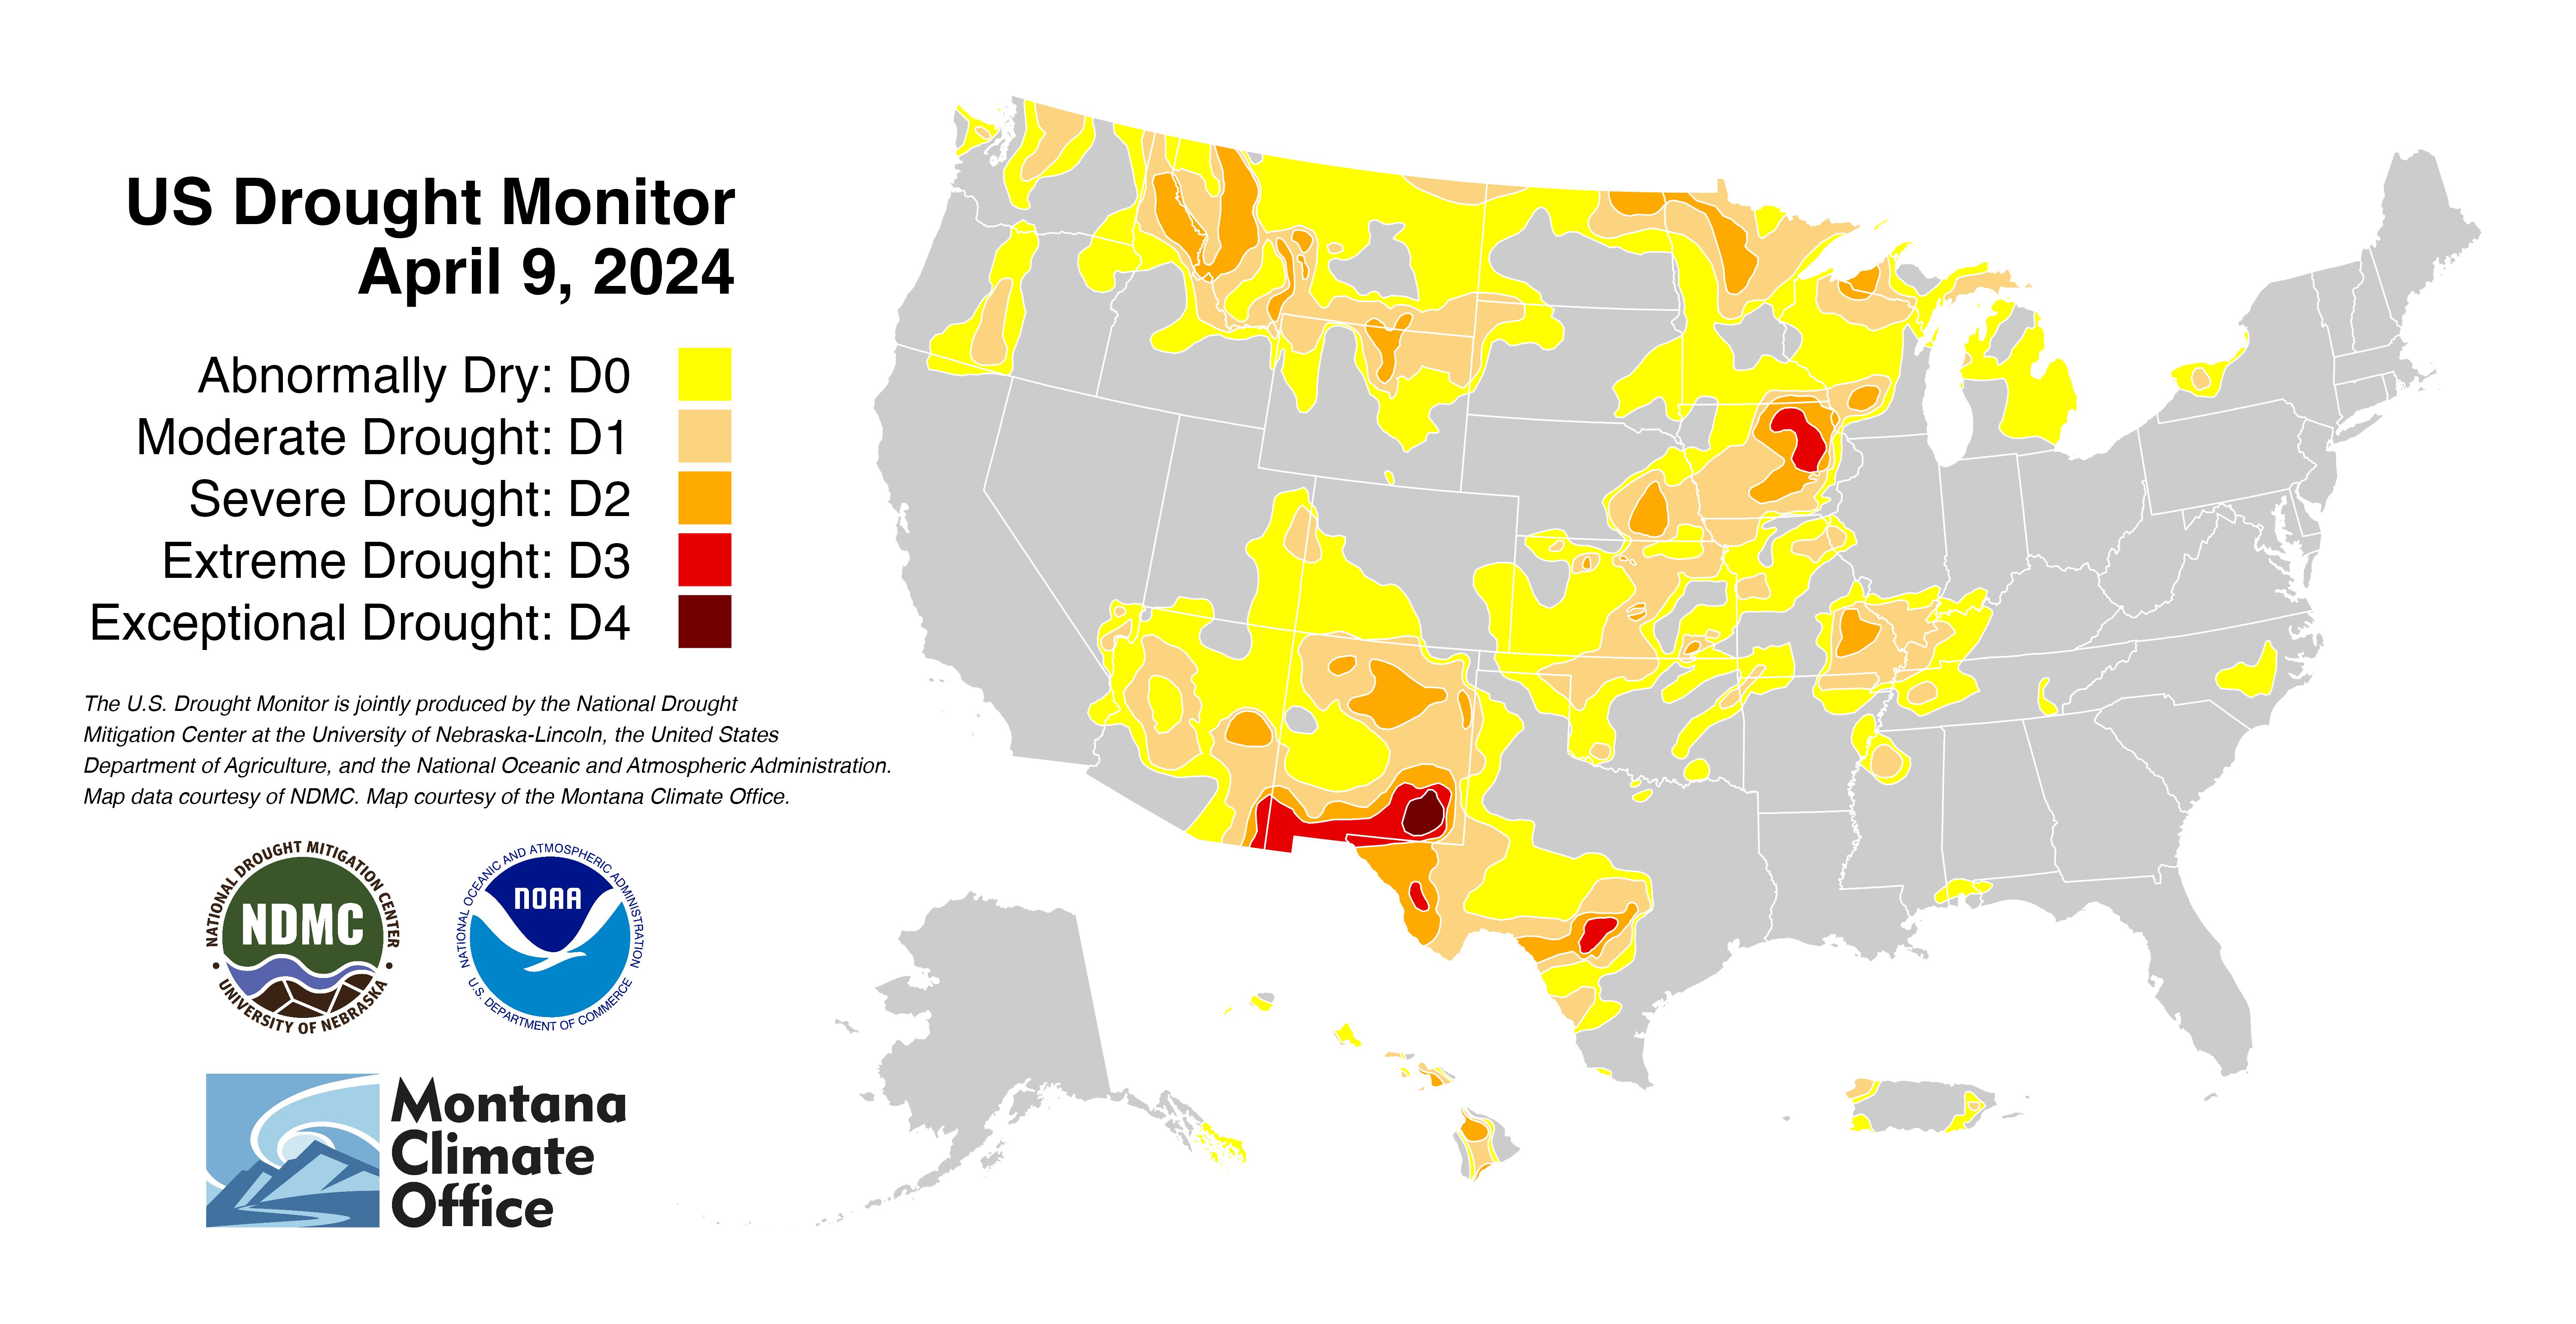 US Drought Monitor
April 9, 2024
Abnormally Dry: D0
Moderate Drought: D1
Severe Drought: D2
Extreme Drought: D3
Exceptional Drought: D4
The U.S. Drought Monitor is jointly produced by the National Drought
Mitigation Center at the University of Nebraska-Lincoln, the United States
Department of Agriculture, and the National Oceanic and Atmospheric Administration.
Map data courtesy of NDMC. Map courtesy of the Montana Climate Office.
NATIONAL DROUGHT MITIGATION CENTER
NDMC
UNIVERSITY OF NEBRASKA
NATIONAL OCEANIC AND ATMOSPHERIC ADMINISTRATION
NOAA
U.S. DEPARTMENT OF COMMERCE
Montana
Climate
Office